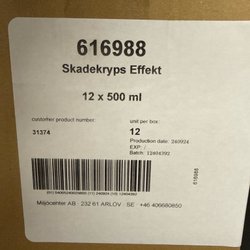 616988
Skadekryps Effekt
12 x 500 ml
customer product number:
31374
unit per box:
12
Production date: 240924
EXP: /
Batch: 12404392
616988
Miljöcenter AB · 232 61 ARLÖV · SE · +46 406680850